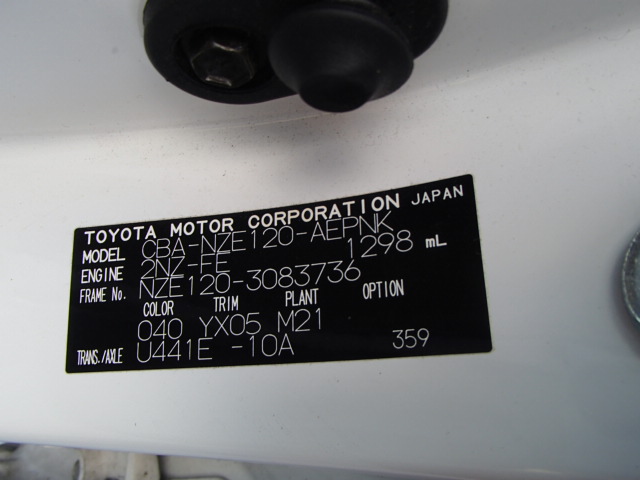 TOYOTA MOTOR CORPORATION JAPAN
MODEL CBA-NZE120-AEPNK
ENGINE 2NZ-FE 1298 mL
FRAME No. NZE120-3083736
COLOR TRIM PLANT OPTION
040 YX05 M21
TRANS./AXLE U441E -10A 359